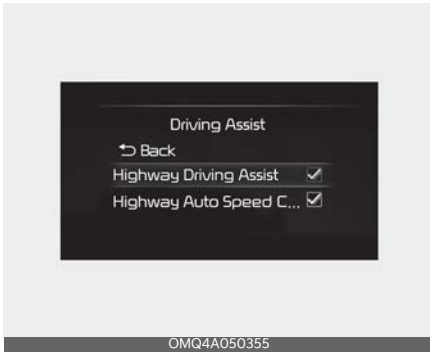 Driving Assist
⮌ Back
Highway Driving Assist
Highway Auto Speed C...
OMQ4A050355